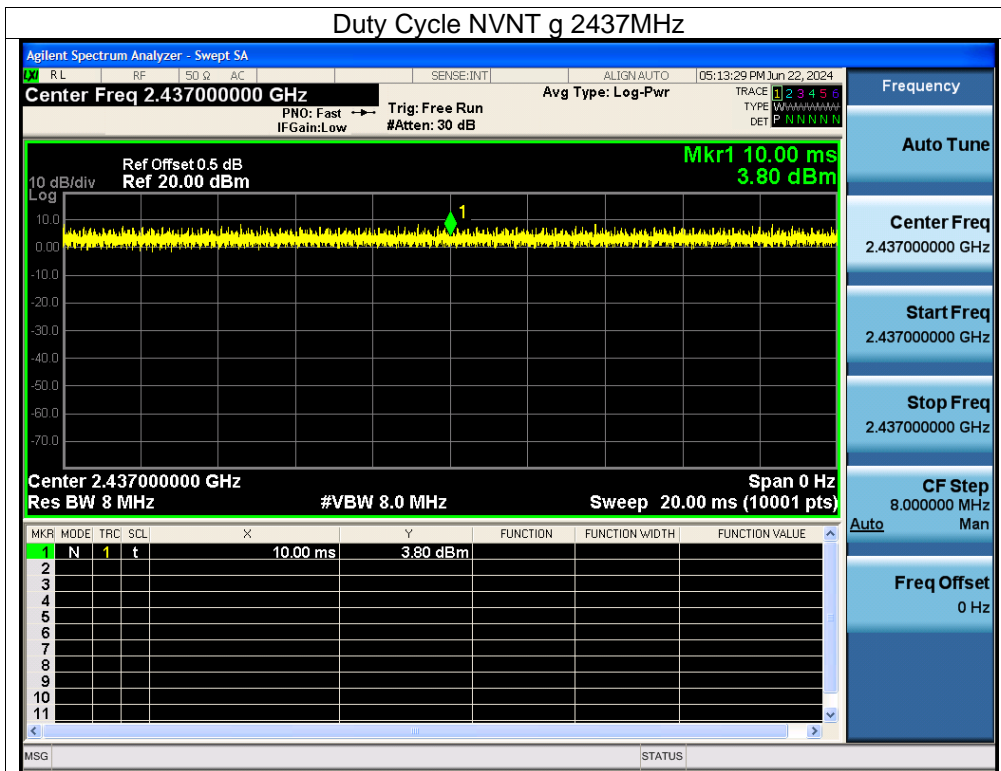 Duty Cycle NVNT g 2437MHz
Agilent Spectrum Analyzer - Swept SA
LXI RL RF 50 Ω AC SENSE:INT ALIGN AUTO 05:13:29 PM Jun 22, 2024
Center Freq 2.437000000 GHz Avg Type: Log-Pwr TRACE 1 2 3 4 5 6
PNO: Fast Trig: Free Run TYPE
IFGain:Low #Atten: 30 dB DET P N N N N N
Frequency
Auto Tune
Center Freq
2.437000000 GHz
Start Freq
2.437000000 GHz
Stop Freq
2.437000000 GHz
CF Step
8.000000 MHz
Auto Man
Freq Offset
0 Hz
Mkr1 10.00 ms
3.80 dBm
Ref Offset 0.5 dB
10 dB/div Ref 20.00 dBm
Log
1
10.0
0.00
-10.0
-20.0
-30.0
-40.0
-50.0
-60.0
-70.0
Center 2.437000000 GHz Span 0 Hz
Res BW 8 MHz #VBW 8.0 MHz Sweep 20.00 ms (10001 pts)
MKR MODE TRC SCL X Y FUNCTION FUNCTION WIDTH FUNCTION VALUE
1 N 1 t 10.00 ms 3.80 dBm
2
3
4
5
6
7
8
9
10
11
MSG STATUS